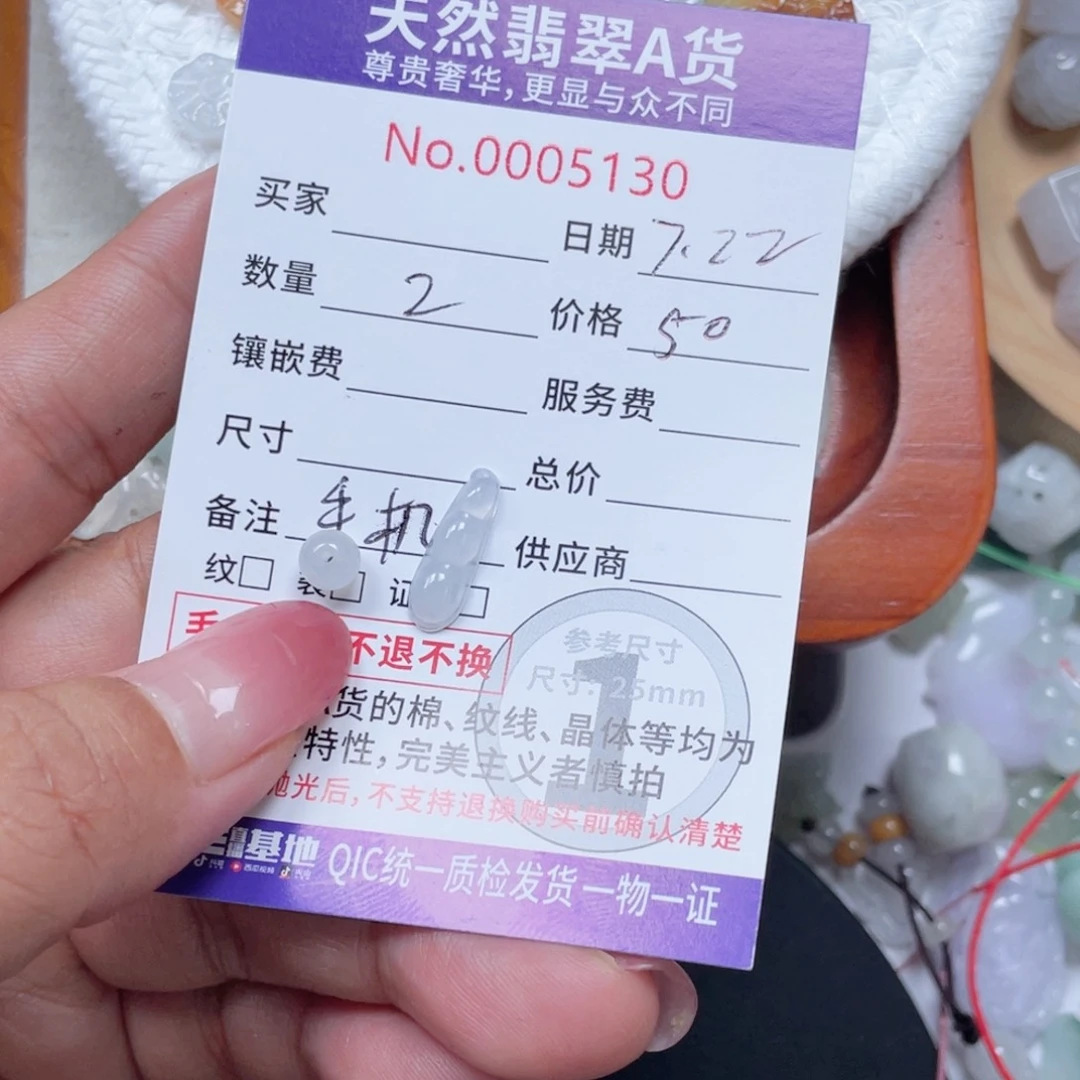 天然翡翠A货
尊贵奢华,更显与众不同
No.0005130
买家
日期 7.22
数量 2
价格 50
镶嵌费
服务费
尺寸
总价
备注 手机
供应商
纹□ 装□ 证□
不退不换
参考尺寸
尺寸: 25mm
1
货的棉、纹线、晶体等均为
特性,完美主义者慎拍
抛光后,不支持退换购买前确认清楚
基地 QIC统一质检发货 一物一证